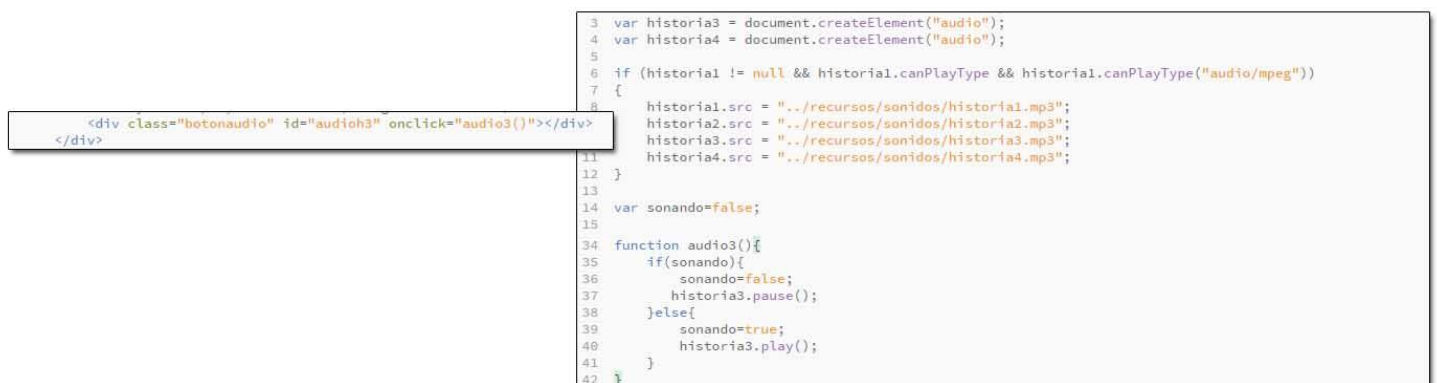 <div class="botonaudio" id="audioh3" onclick="audio3()"></div>
</div>
3 var historia3 = document.createElement("audio");
4 var historia4 = document.createElement("audio");
5
6 if (historia1 != null && historia1.canPlayType && historia1.canPlayType("audio/mpeg"))
7 {
8 historia1.src = "../recursos/sonidos/historia1.mp3";
historia2.src = "../recursos/sonidos/historia2.mp3";
historia3.src = "../recursos/sonidos/historia3.mp3";
11 historia4.src = "../recursos/sonidos/historia4.mp3";
12 }
13
14 var sonando=false;
15
34 function audio3(){
35 if(sonando){
36 sonando=false;
37 historia3.pause();
38 }else{
39 sonando=true;
40 historia3.play();
41 }
42 }